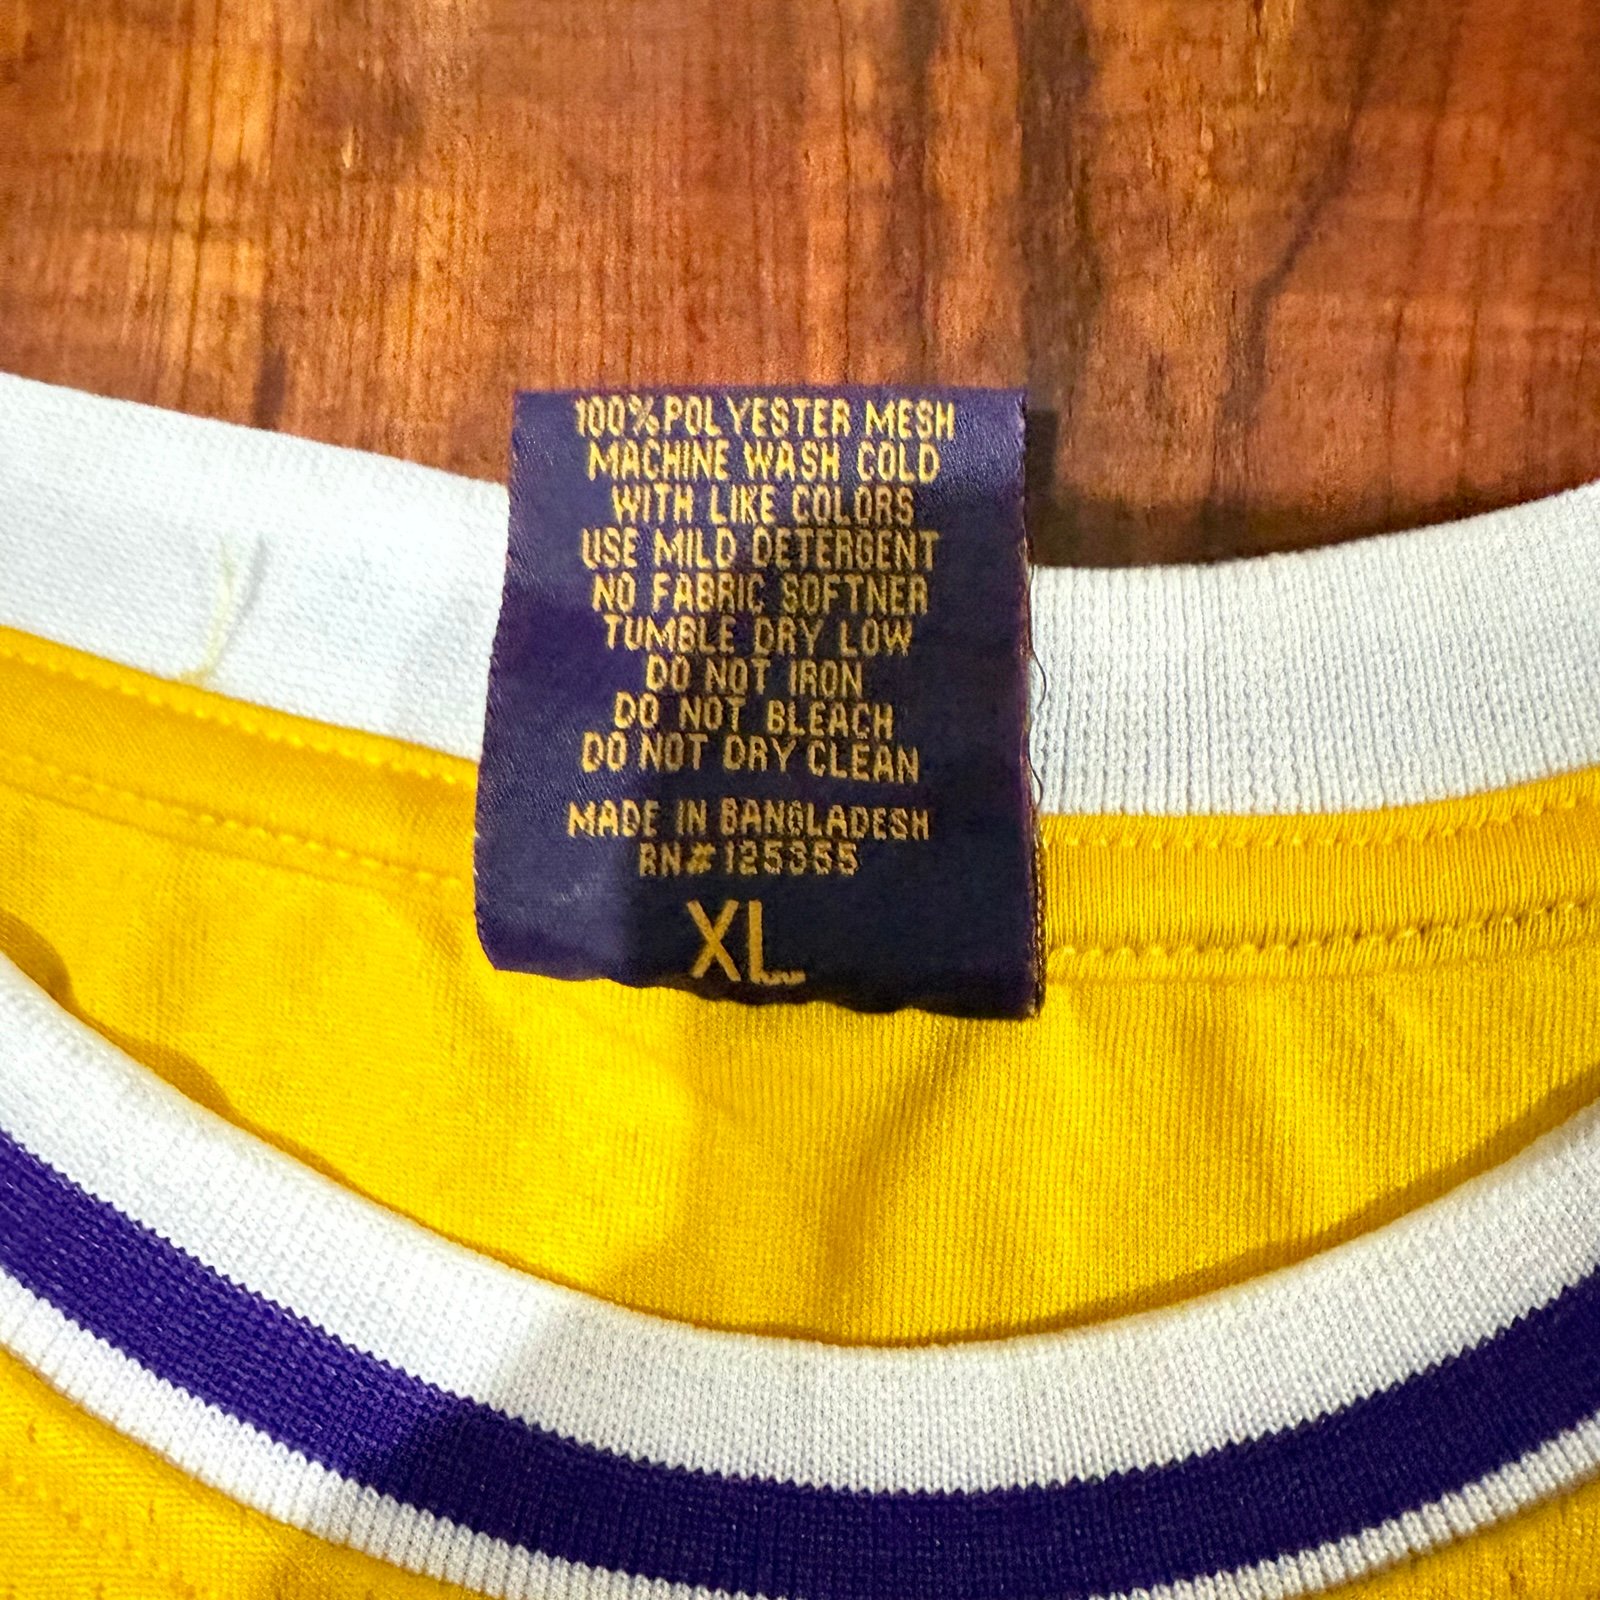 100% POLYESTER MESH
MACHINE WASH COLD
WITH LIKE COLORS
USE MILD DETERGENT
NO FABRIC SOFTNER
TUMBLE DRY LOW
DO NOT IRON
DO NOT BLEACH
DO NOT DRY CLEAN
MADE IN BANGLADESH
RN# 125355
XL